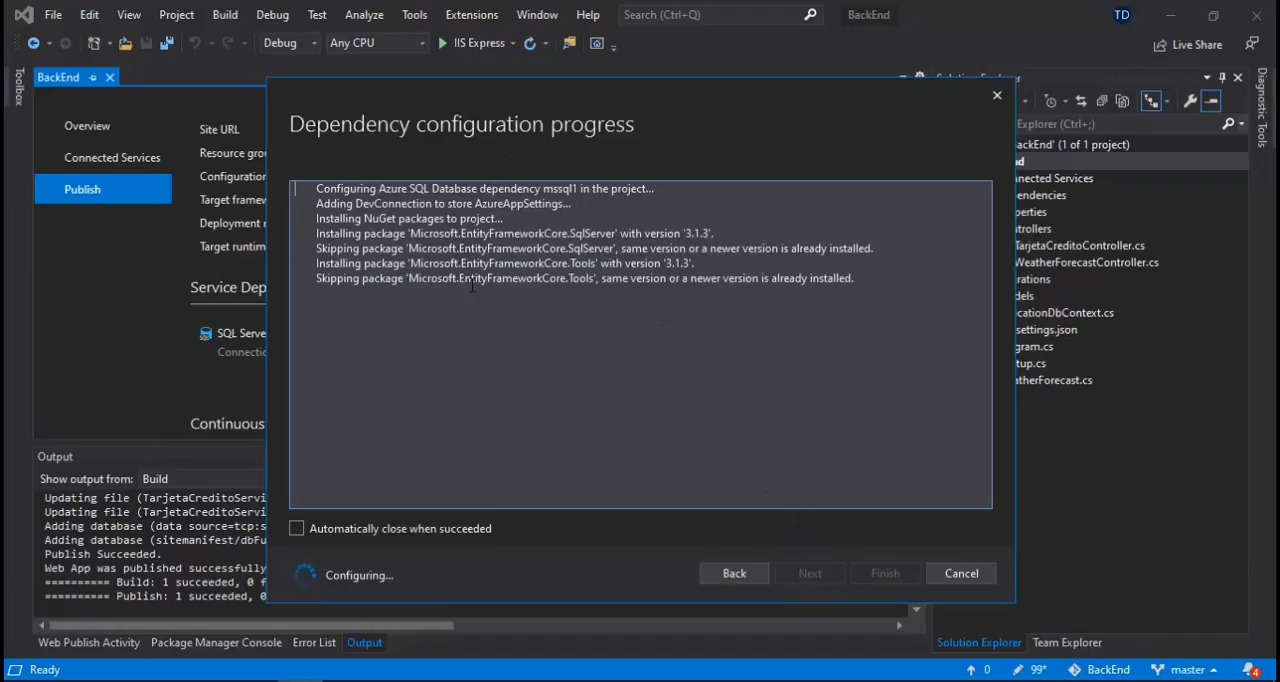 File Edit View Project Build Debug Test Analyze Tools Extensions Window Help Search (Ctrl+Q) BackEnd TD
Debug Any CPU IIS Express Live Share
Toolbox
BackEnd
Overview
Connected Services
Publish
Site URL
Resource grou
Configuration
Target framew
Deployment r
Target runtim
Service Dep
SQL Serve
Connectio
Continuous
Dependency configuration progress
Configuring Azure SQL Database dependency mssql1 in the project...
Adding DevConnection to store AzureAppSettings...
Installing NuGet packages to project...
Installing package 'Microsoft.EntityFrameworkCore.SqlServer' with version '3.1.3'.
Skipping package 'Microsoft.EntityFrameworkCore.SqlServer', same version or a newer version is already installed.
Installing package 'Microsoft.EntityFrameworkCore.Tools' with version '3.1.3'.
Skipping package 'Microsoft.EntityFrameworkCore.Tools', same version or a newer version is already installed.
Automatically close when succeeded
Configuring...
Back Next Finish Cancel
Explorer (Ctrl+;)
ackEnd' (1 of 1 project)
nd
nnected Services
endencies
perties
TarjetaCreditoController.cs
WeatherForecastController.cs
rations
dels
icationDbContext.cs
settings.json
gram.cs
tup.cs
atherForecast.cs
Diagnostic Tools
Output
Show output from: Build
Updating file (TarjetaCreditoServi
Updating file (TarjetaCreditoServi
Adding database (data source=tcp:s
Adding database (sitemanifest/dbFu
Publish Succeeded.
Web App was published successfully
========== Build: 1 succeeded, 0 f
========== Publish: 1 succeeded, 0
Web Publish Activity Package Manager Console Error List Output
Solution Explorer Team Explorer
Ready 0 99* BackEnd master 4